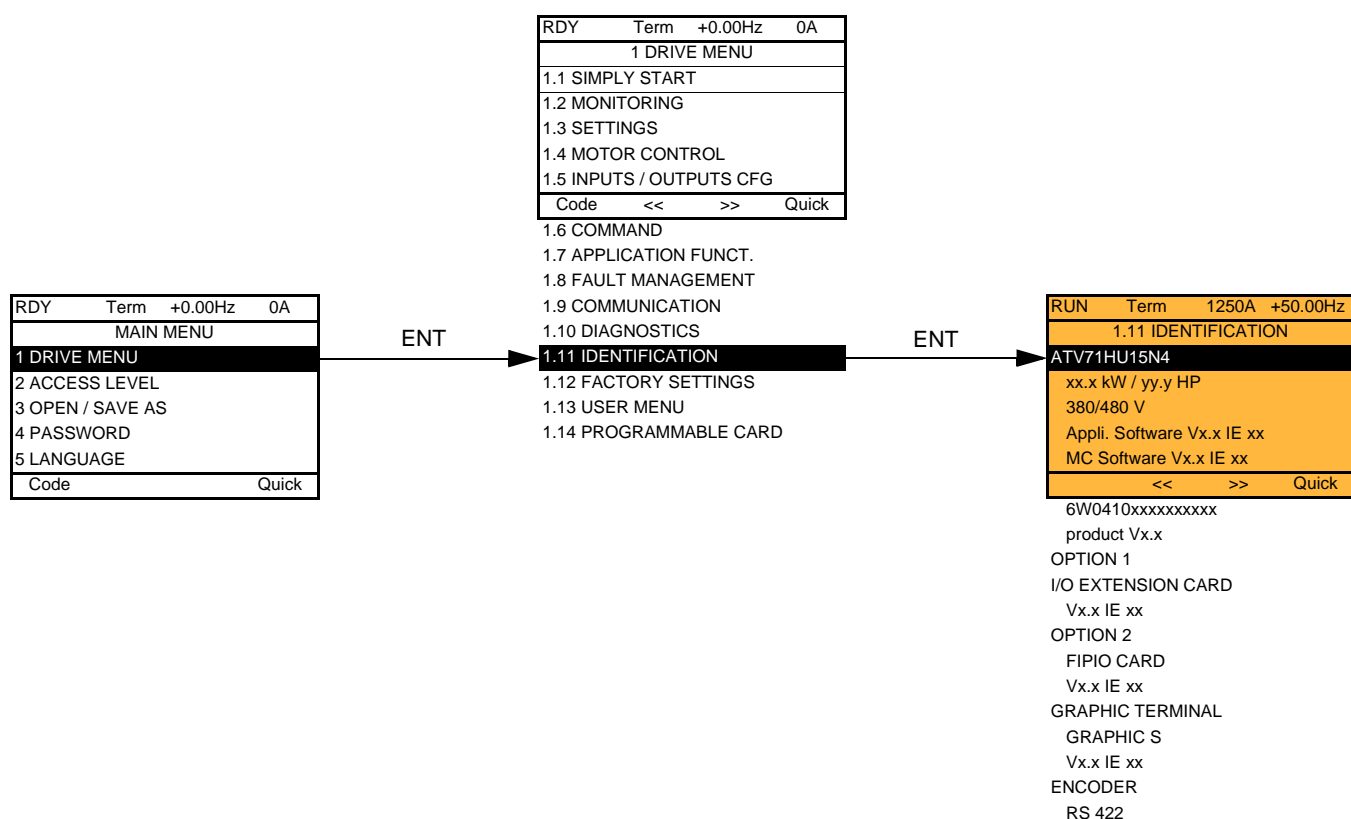 RDY Term +0.00Hz 0A
MAIN MENU
1 DRIVE MENU
2 ACCESS LEVEL
3 OPEN / SAVE AS
4 PASSWORD
5 LANGUAGE
Code Quick
ENT
RDY Term +0.00Hz 0A
1 DRIVE MENU
1.1 SIMPLY START
1.2 MONITORING
1.3 SETTINGS
1.4 MOTOR CONTROL
1.5 INPUTS / OUTPUTS CFG
Code << >> Quick
1.6 COMMAND
1.7 APPLICATION FUNCT.
1.8 FAULT MANAGEMENT
1.9 COMMUNICATION
1.10 DIAGNOSTICS
1.11 IDENTIFICATION
1.12 FACTORY SETTINGS
1.13 USER MENU
1.14 PROGRAMMABLE CARD
ENT
RUN Term 1250A +50.00Hz
1.11 IDENTIFICATION
ATV71HU15N4
xx.x kW / yy.y HP
380/480 V
Appli. Software Vx.x IE xx
MC Software Vx.x IE xx
<< >> Quick
6W0410xxxxxxxxxx
product Vx.x
OPTION 1
I/O EXTENSION CARD
Vx.x IE xx
OPTION 2
FIPIO CARD
Vx.x IE xx
GRAPHIC TERMINAL
GRAPHIC S
Vx.x IE xx
ENCODER
RS 422